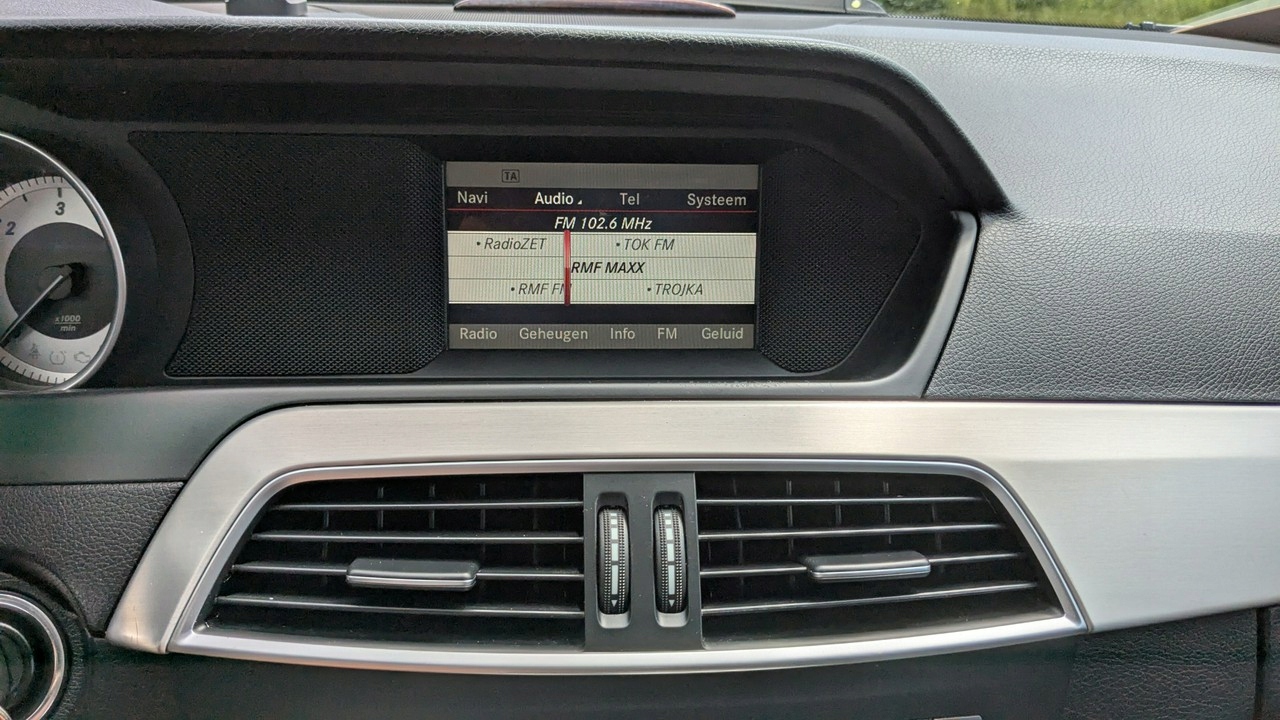 TA
Navi Audio Tel Systeem
FM 102.6 MHz
• RadioZET • TOK FM
RMF MAXX
• RMF FM • TROJKA
Radio Geheugen Info FM Geluid
3
2
x1000
min